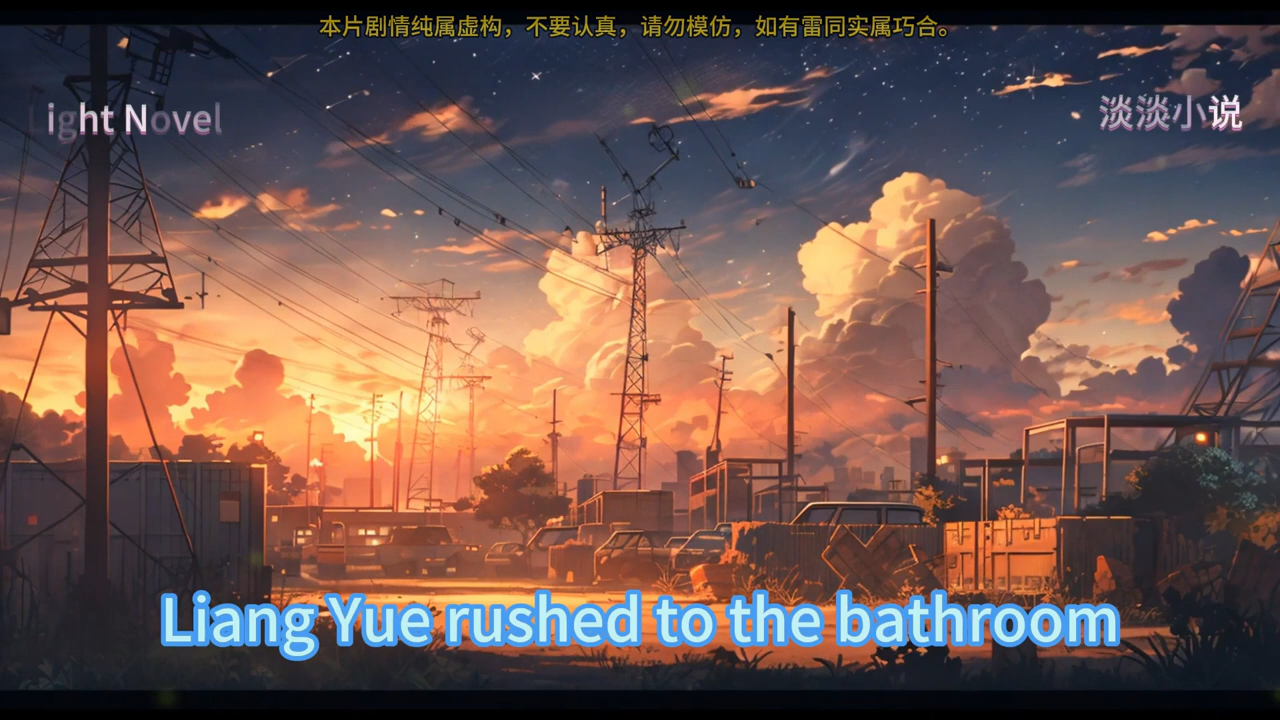 本片剧情纯属虚构，不要认真，请勿模仿，如有雷同实属巧合。
Light Novel
淡淡小说
Liang Yue rushed to the bathroom